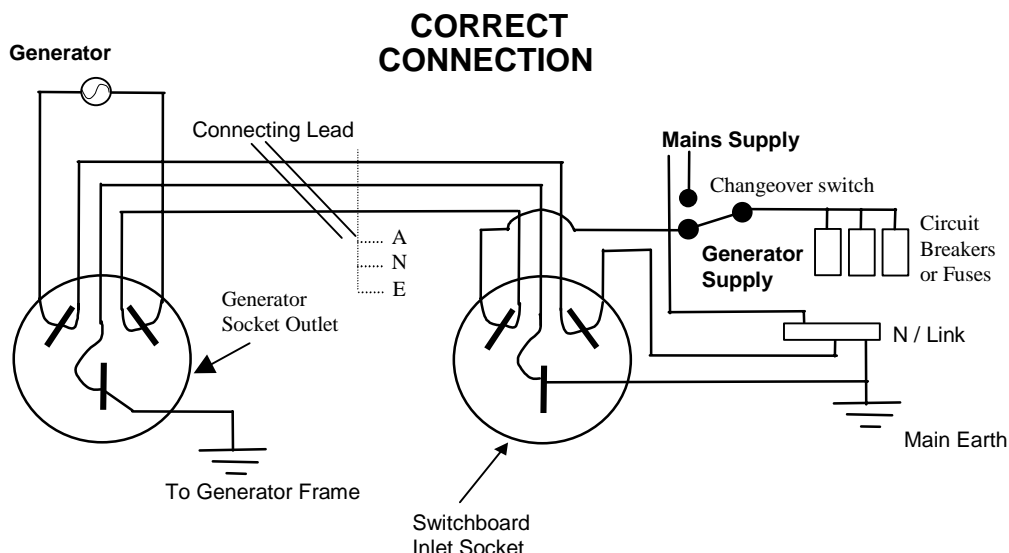 CORRECT
CONNECTION
Generator
Connecting Lead
Mains Supply
Changeover switch
A
N
E
Generator
Supply
Circuit
Breakers
or Fuses
Generator
Socket Outlet
N / Link
Main Earth
To Generator Frame
Switchboard
Inlet Socket